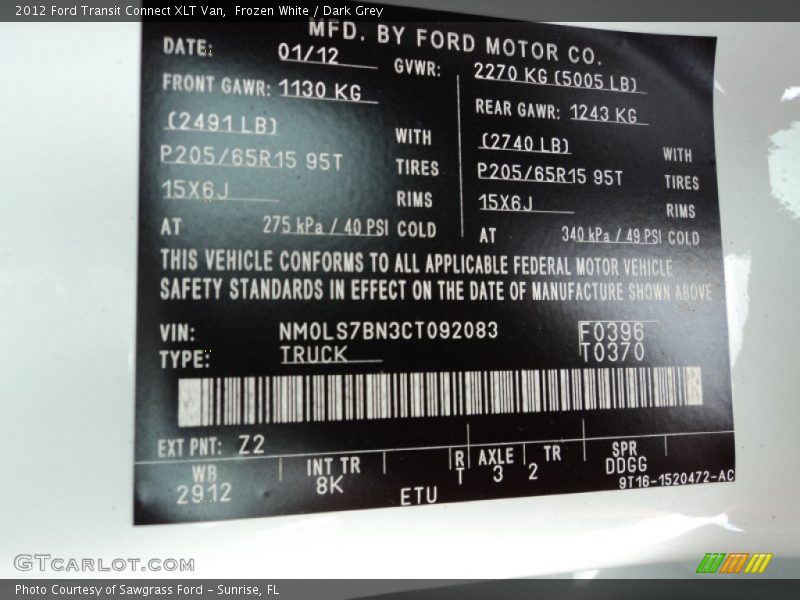 2012 Ford Transit Connect XLT Van, Frozen White / Dark Grey
MFD. BY FORD MOTOR CO.
DATE: 01/12 GVWR: 2270 KG (5005 LB)
FRONT GAWR: 1130 KG REAR GAWR: 1243 KG
(2491 LB) WITH (2740 LB) WITH
P205/65R15 95T TIRES P205/65R15 95T TIRES
15X6J RIMS 15X6J RIMS
AT 275 kPa / 40 PSI COLD AT 340 kPa / 49 PSI COLD
THIS VEHICLE CONFORMS TO ALL APPLICABLE FEDERAL MOTOR VEHICLE
SAFETY STANDARDS IN EFFECT ON THE DATE OF MANUFACTURE SHOWN ABOVE
VIN: NM0LS7BN3CT092083 F0396
TYPE: TRUCK T0370
EXT PNT: Z2
WB INT TR R AXLE TR SPR
2912 8K T 3 2 DDGG
ETU 9T16-1520472-AC
GTCARLOT.COM
Photo Courtesy of Sawgrass Ford - Sunrise, FL